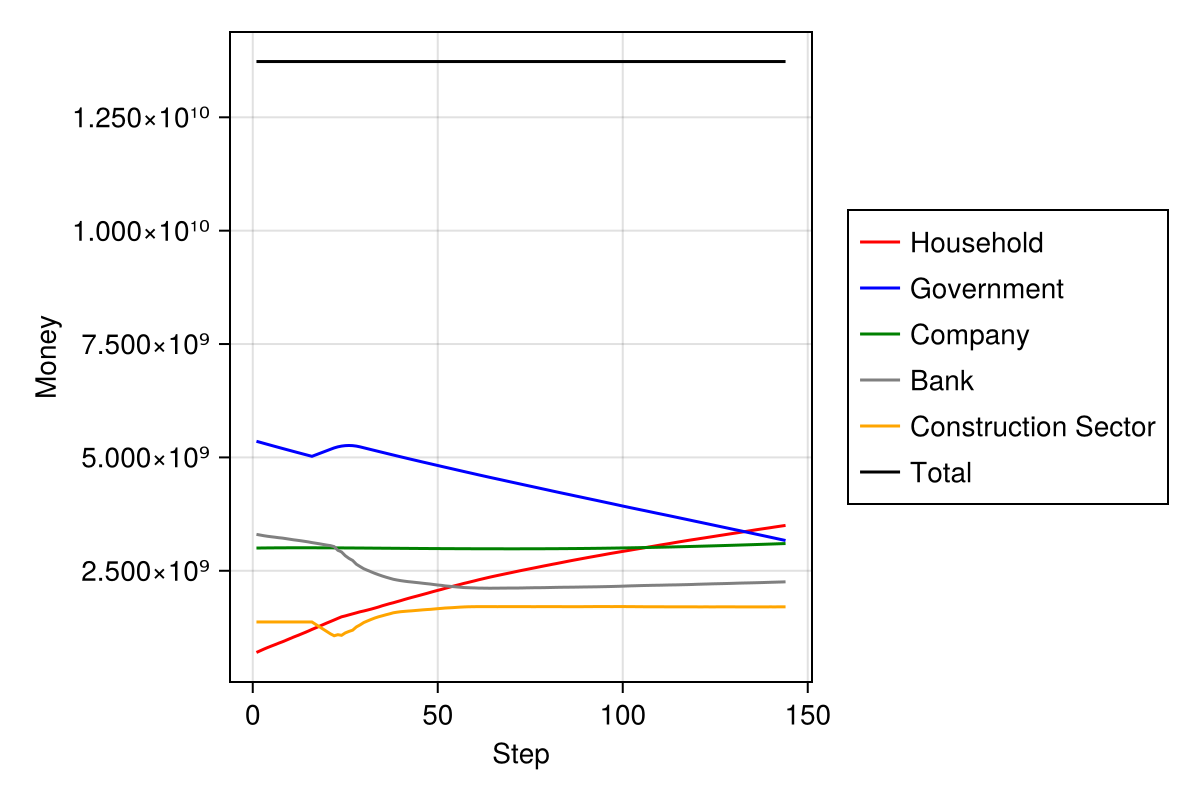 1.250×10¹⁰
1.000×10¹⁰
7.500×10⁹
5.000×10⁹
2.500×10⁹
Money
0 50 100 150
Step
Household
Government
Company
Bank
Construction Sector
Total